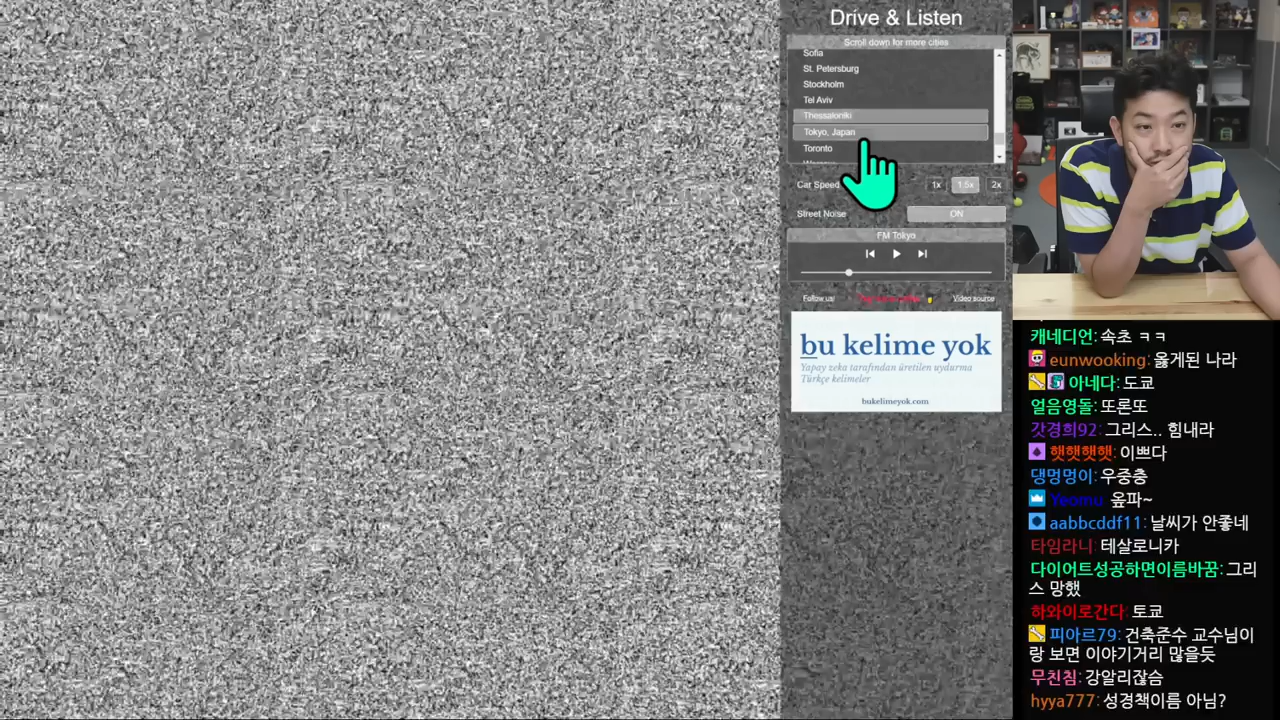 Drive & Listen
Scroll down for more cities
Sofia
St. Petersburg
Stockholm
Tel Aviv
Thessaloniki
Tokyo, Japan
Toronto
Car Speed
1x
1.5x
2x
Street Noise
ON
FM Tokyo
Follow us!
Video source
bu kelime yok
Yapay zeka tarafından üretilen uydurma
Türkçe kelimeler
bukelimeyok.com
캐네디언: 속초 ㅋㅋ
eunwooking: 옳게된 나라
아네다: 도쿄
얼음영돌: 또론또
갓경희92: 그리스.. 힘내라
햇햇햇햇: 이쁘다
댕멍멍이: 우중충
Yeomu: 옾파~
aabbcddf11: 날씨가 안좋네
타임라니: 테살로니카
다이어트성공하면이름바꿈: 그리
스 망했
하와이로간다: 토쿄
피아르79: 건축준수 교수님이
랑 보면 이야기거리 많을듯
무친침: 강알리잖슴
hyya777: 성경책이름 아님?